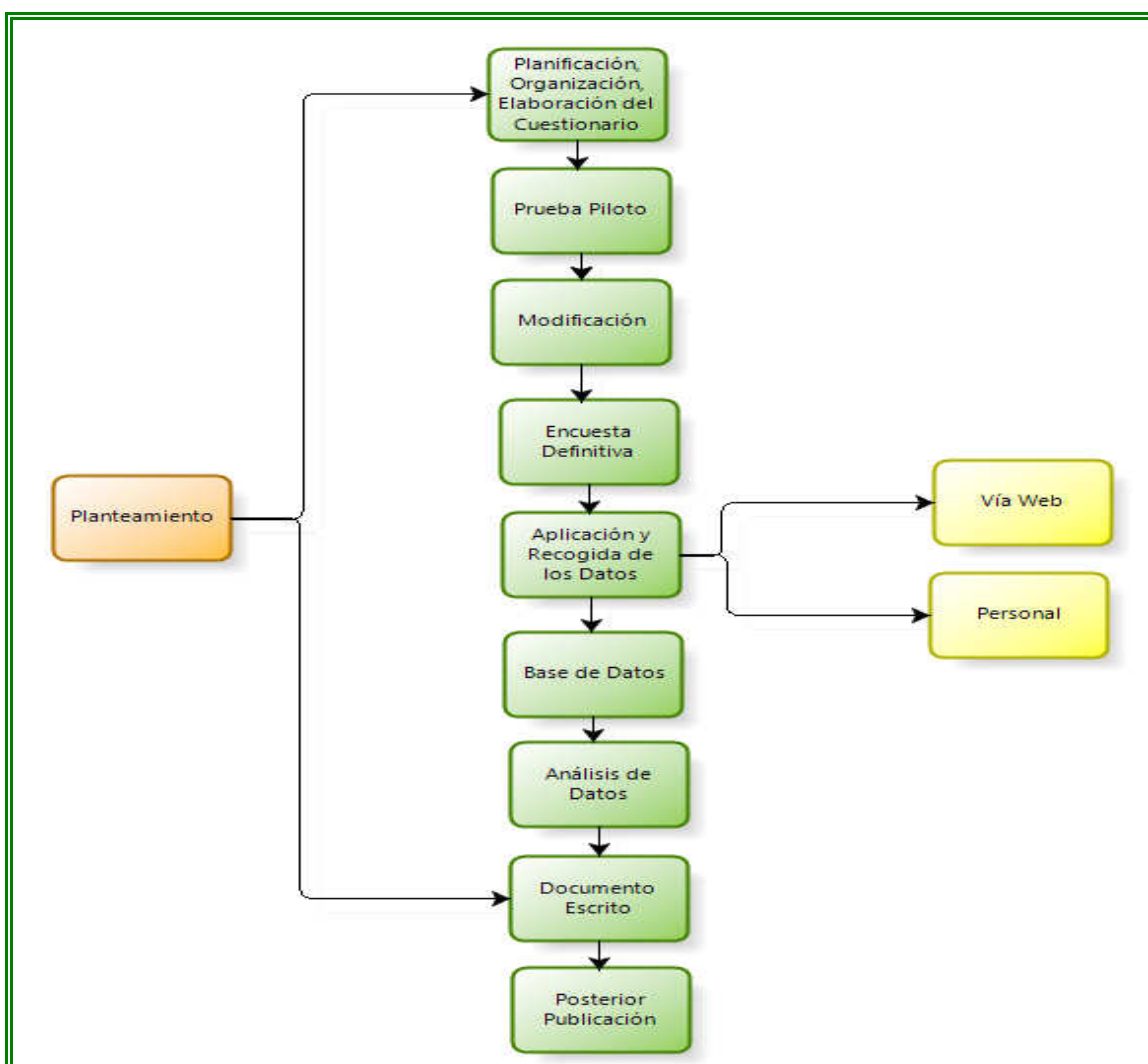 Planificación,
Organización,
Elaboración del
Cuestionario
Prueba Piloto
Modificación
Encuesta
Definitiva
Planteamiento
Vía Web
Aplicación y
Recogida de
los Datos
Personal
Base de Datos
Análisis de
Datos
Documento
Escrito
Posterior
Publicación